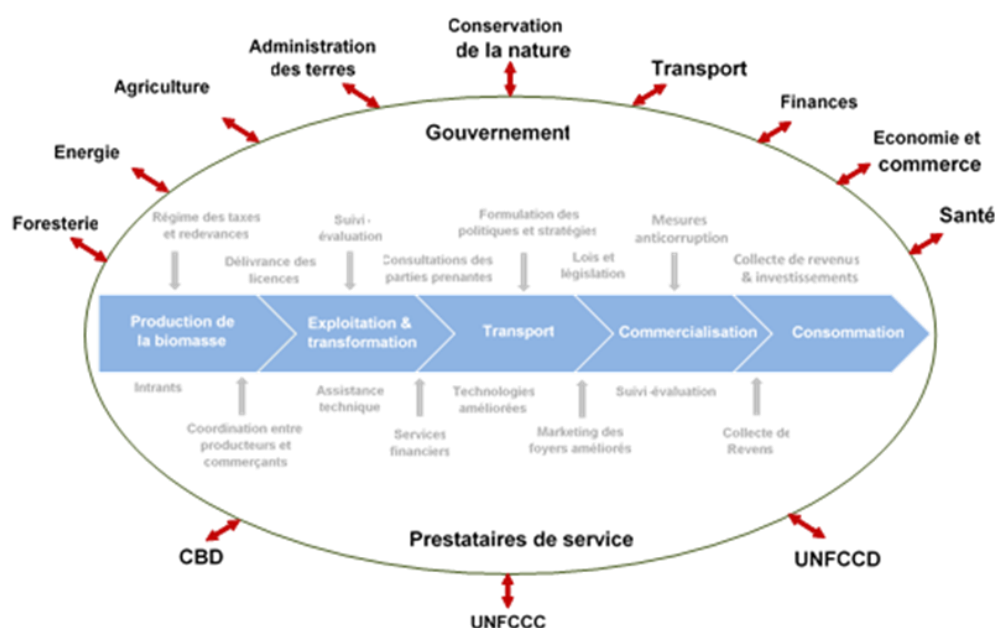 Conservation
de la nature
Administration
des terres
Transport
Agriculture
Finances
Gouvernement
Economie et
commerce
Energie
Foresterie
Santé
Régime des taxes
et redevances
Suivi -
évaluation
Formulation des
politiques et stratégies
Mesures
anticorruption
Délivrance des
licences
Consultations des
parties prenantes
Lois et
législation
Collecte de revenus
& investissements
Production de
la biomasse
Exploitation &
transformation
Transport
Commercialisation
Consommation
Intrants
Assistance
technique
Technologies
améliorées
Suivi-évaluation
Coordination entre
producteurs et
commerçants
Services
financiers
Marketing des
foyers améliorés
Collecte de
Revens
Prestataires de service
CBD
UNFCCD
UNFCCC